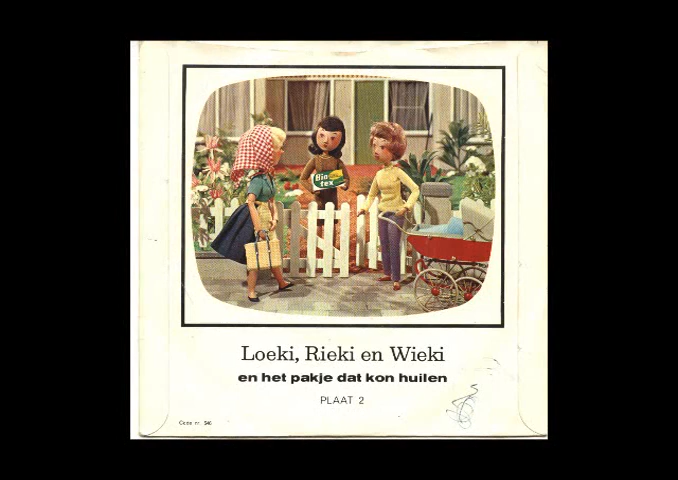 Bio
tex
Loeki, Rieki en Wieki
en het pakje dat kon huilen
PLAAT 2